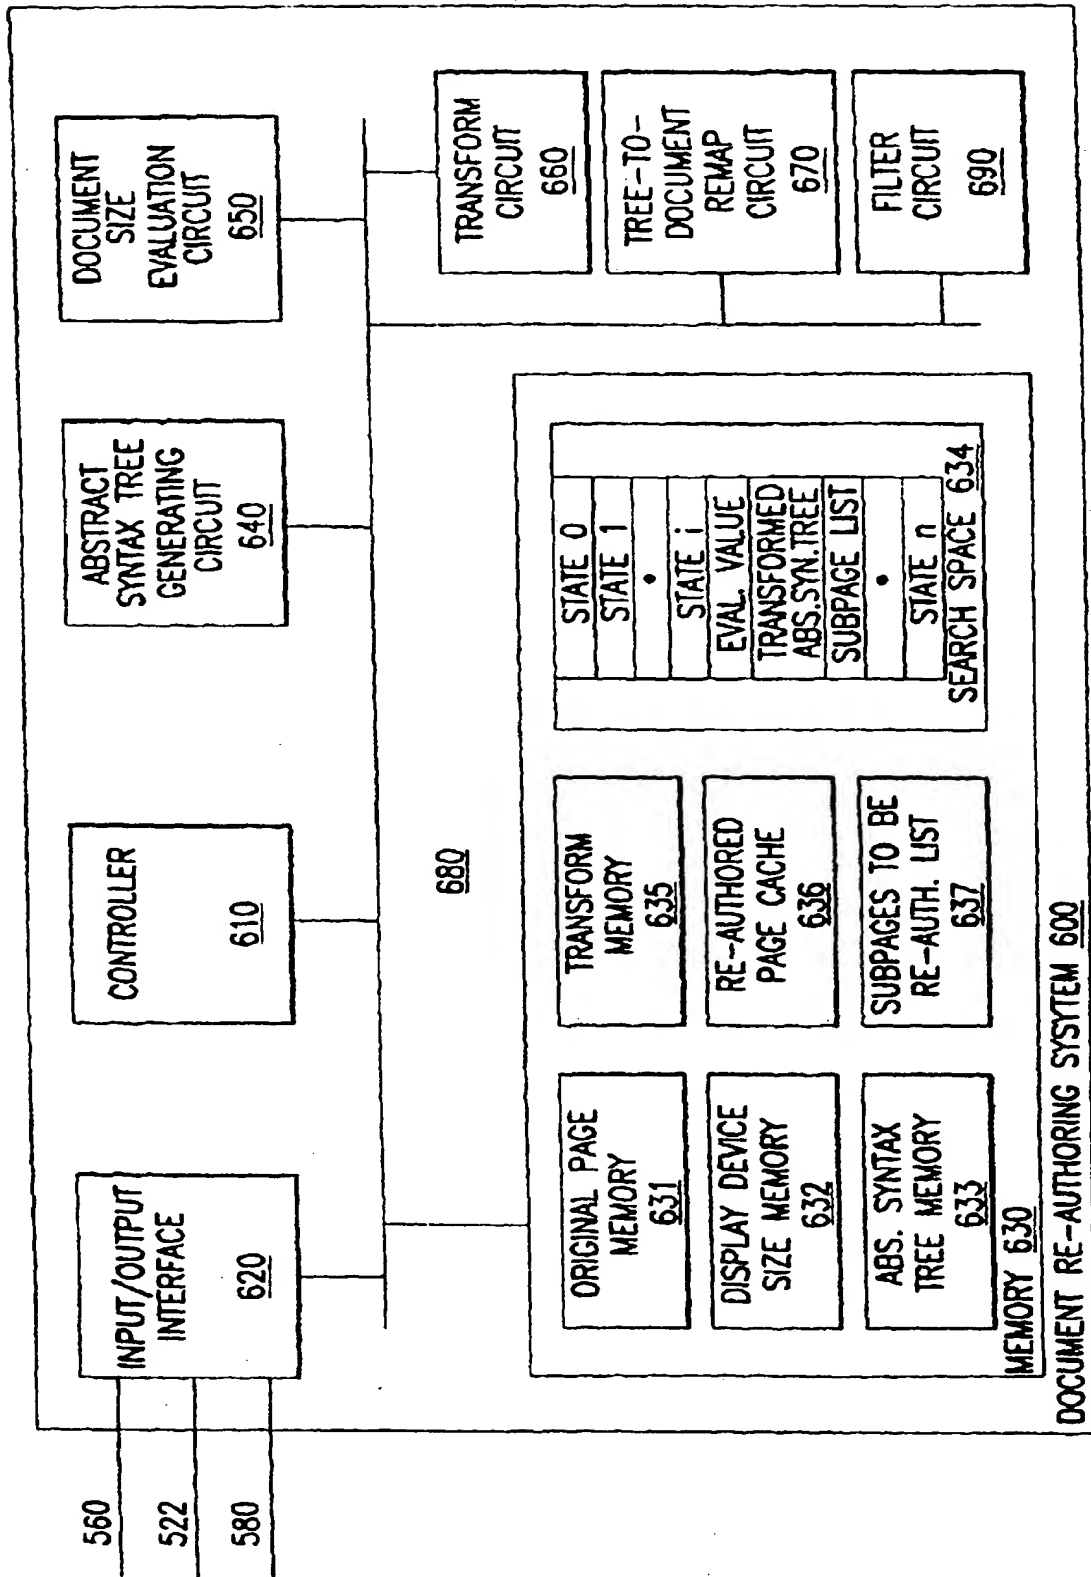 560
522
580
INPUT/OUTPUT
INTERFACE
620
CONTROLLER
610
ABSTRACT
SYNTAX TREE
GENERATING
CIRCUIT
640
DOCUMENT
SIZE
EVALUATION
CIRCUIT
650
680
TRANSFORM
CIRCUIT
660
TREE-TO-
DOCUMENT
REMAP
CIRCUIT
670
FILTER
CIRCUIT
690
ORIGINAL PAGE
MEMORY
631
DISPLAY DEVICE
SIZE MEMORY
632
ABS. SYNTAX
TREE MEMORY
633
TRANSFORM
MEMORY
635
RE-AUTHORED
PAGE CACHE
636
SUBPAGES TO BE
RE-AUTH. LIST
637
STATE 0
STATE 1
•
STATE i
EVAL. VALUE
TRANSFORMED
ABS.SYN.TREE
SUBPAGE LIST
•
STATE n
SEARCH SPACE 634
MEMORY 630
DOCUMENT RE-AUTHORING SYSYTEM 600